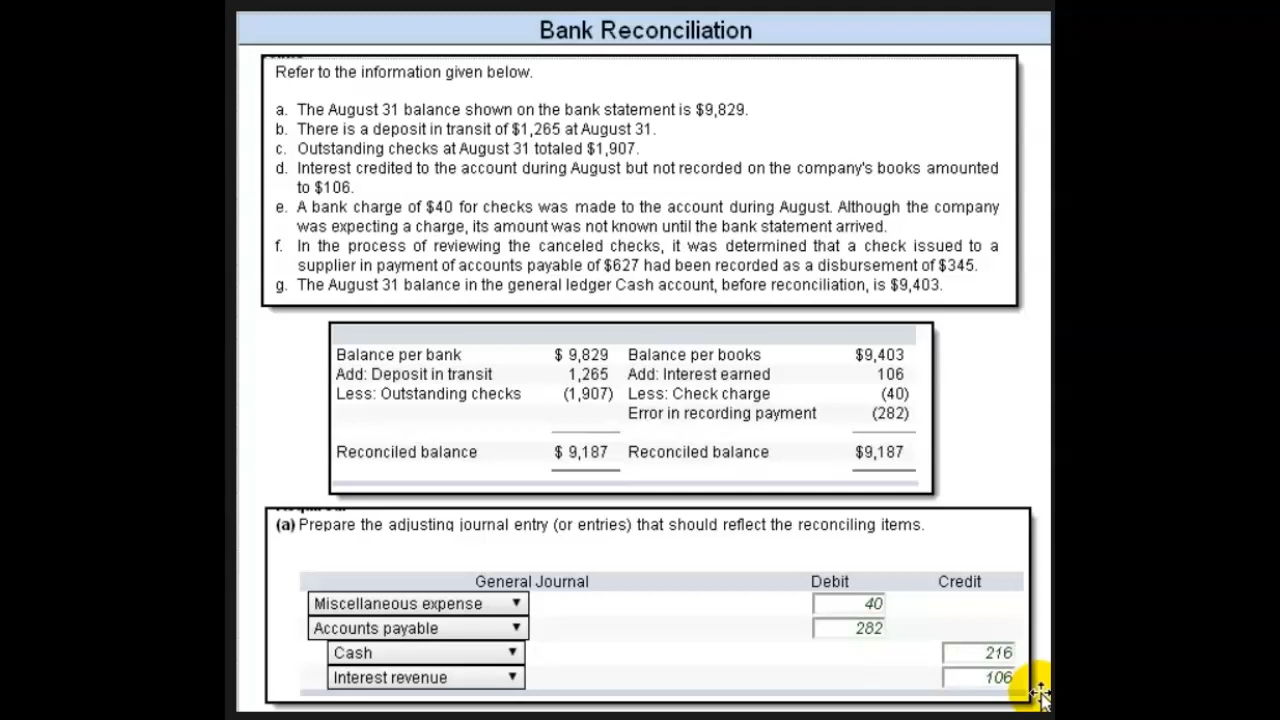 Bank Reconciliation
Refer to the information given below.
a. The August 31 balance shown on the bank statement is $9,829.
b. There is a deposit in transit of $1,265 at August 31.
c. Outstanding checks at August 31 totaled $1,907.
d. Interest credited to the account during August but not recorded on the company's books amounted
to $106.
e. A bank charge of $40 for checks was made to the account during August. Although the company
was expecting a charge, its amount was not known until the bank statement arrived.
f. In the process of reviewing the canceled checks, it was determined that a check issued to a
supplier in payment of accounts payable of $627 had been recorded as a disbursement of $345.
g. The August 31 balance in the general ledger Cash account, before reconciliation, is $9,403.
Balance per bank $ 9,829 Balance per books $9,403
Add: Deposit in transit 1,265 Add: Interest earned 106
Less: Outstanding checks (1,907) Less: Check charge (40)
Error in recording payment (282)
Reconciled balance $ 9,187 Reconciled balance $9,187
(a) Prepare the adjusting journal entry (or entries) that should reflect the reconciling items.
General Journal Debit Credit
Miscellaneous expense 40
Accounts payable 282
Cash 216
Interest revenue 106